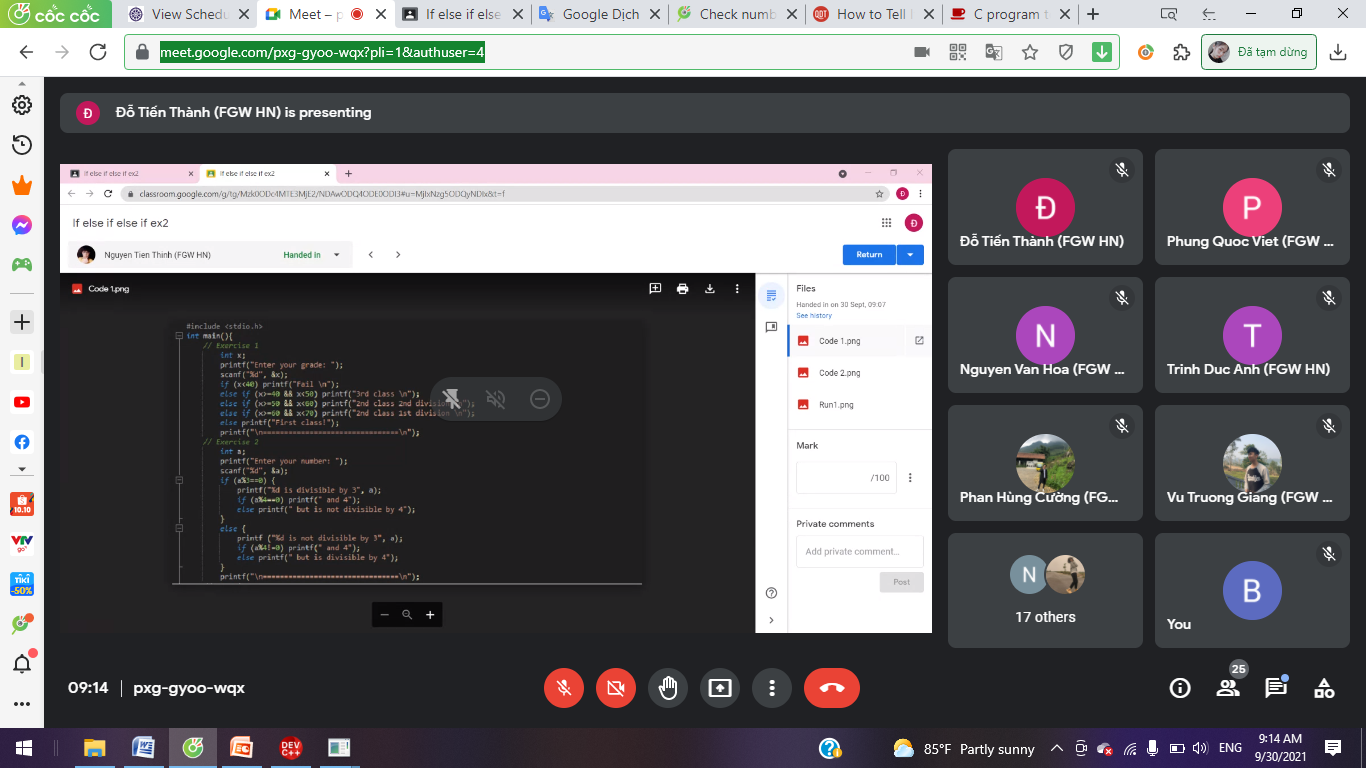 cốc cốc
View Schedu
Meet – p
If else if else
Google Dịch
Check numb
How to Tell
C program t
meet.google.com/pxg-gyoo-wqx?pli=1&authuser=4
Đã tạm dừng
Đ
Đỗ Tiến Thành (FGW HN) is presenting
If else if else if ex2
If else if else if ex2
If else if else if ex2
Đ
Nguyen Tien Thinh (FGW HN)
Handed in
Return
Code 1.png
#include <stdio.h>
int main(){
// Exercise 1
int x;
printf("Enter your grade: ");
scanf("%d", &x);
if (x<40) printf("Fail \n");
else if (x>=40 && x<50) printf("3rd class \n");
else if (x>=50 && x<60) printf("2nd class 2nd division \n");
else if (x>=60 && x<70) printf("2nd class 1st division \n");
else printf("First class!");
// Exercise 2
int a;
printf("Enter your number: ");
scanf("%d", &a);
if (a%3==0) {
printf("%d is divisible by 3", a);
if (a%4==0) printf(" and 4");
else printf(" but is not divisible by 4");
}
else {
printf ("%d is not divisible by 3", a);
if (a%4!=0) printf(" and 4");
else printf(" but is divisible by 4");
}
Files
Handed in on 30 Sept, 09:07
See history
Code 1.png
Code 2.png
Run1.png
Mark
/100
Private comments
Add private comment...
Post
Đ
Đỗ Tiến Thành (FGW HN)
P
Phung Quoc Viet (FGW ...
N
Nguyen Van Hoa (FGW ...
T
Trinh Duc Anh (FGW HN)
Phan Hùng Cường (FG...
Vu Truong Giang (FGW ...
N
17 others
B
You
09:14 | pxg-gyoo-wqx
25
I
10.10
VTV
go
TIKI
-50%
W
DEV
C++
85°F Partly sunny
ENG
9:14 AM
9/30/2021